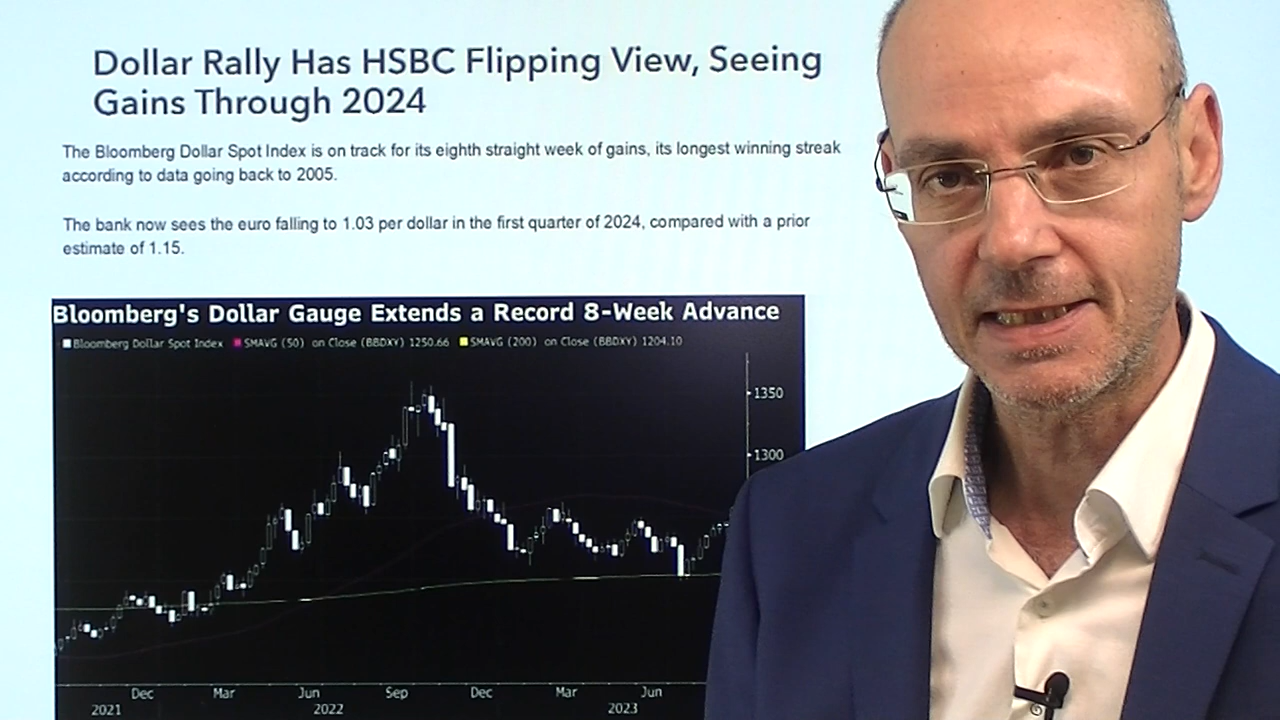 Dollar Rally Has HSBC Flipping View, Seeing
Gains Through 2024
The Bloomberg Dollar Spot Index is on track for its eighth straight week of gains, its longest winning streak
according to data going back to 2005.
The bank now sees the euro falling to 1.03 per dollar in the first quarter of 2024, compared with a prior
estimate of 1.15.
Bloomberg's Dollar Gauge Extends a Record 8-Week Advance
Bloomberg Dollar Spot Index SMAVG (50) on Close (BBDXY) 1250.66 SMAVG (200) on Close (BBDXY) 1204.10
1350
1300
Dec Mar Jun Sep Dec Mar Jun
2021 2022 2023